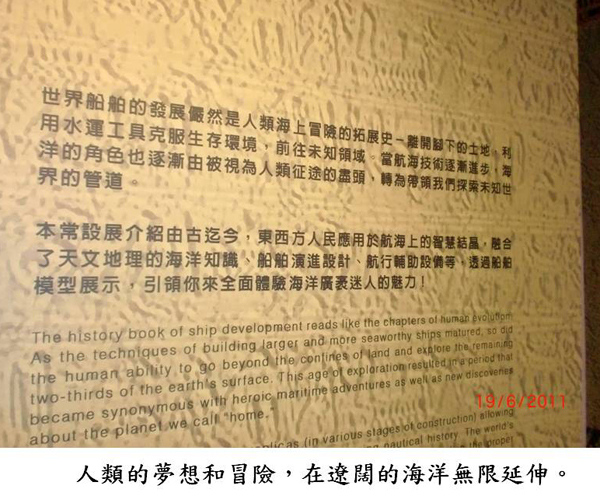 世界船舶的發展儼然是人類海上冒險的拓展史－離開腳下的土地，利
用水運工具克服生存環境，前往未知領域。當航海技術逐漸進步，海
洋的角色也逐漸由被視為人類征途的盡頭，轉為帶領我們探索未知世
界的管道。
本常設展介紹由古迄今，東西方人民應用於航海上的智慧結晶，融合
了天文地理的海洋知識、船舶演進設計、航行輔助設備等，透過船舶
模型展示，引領你來全面體驗海洋廣袤迷人的魅力！
The history book of ship development reads like the chapters of human evolution.
As the techniques of building larger and more seaworthy ships matured, so did
the human ability to go beyond the confines of land and explore the remaining
two-thirds of the earth's surface. This age of exploration resulted in a period that
became synonymous with heroic maritime adventures as well as new discoveries
about the planet we call "home."
replicas (in various stages of construction) allowing
nautical history. The world's
the proper
19/6/2011
人類的夢想和冒險，在遼闊的海洋無限延伸。